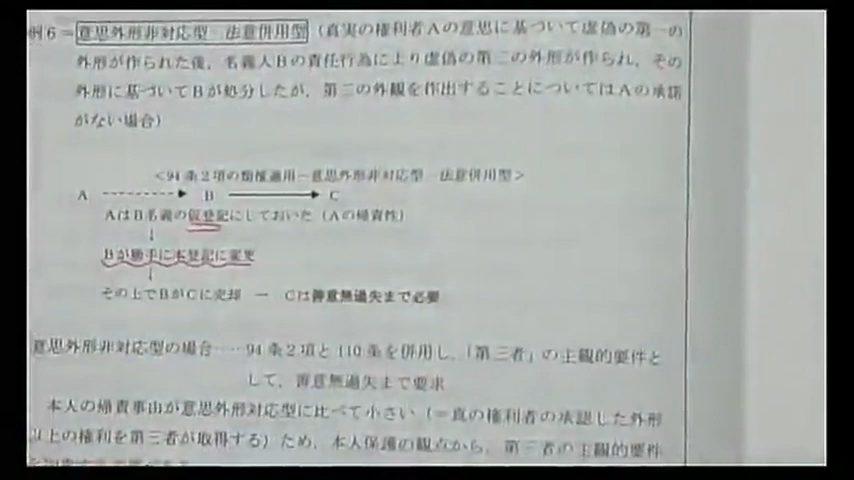 例6＝意思外形非対応型－法意併用型（真実の権利者Aの意思に基づいて虚偽の第一の
外形が作られた後，名義人Bの責任行為により虚偽の第二の外形が作られ，その
外形に基づいてBが処分したが，第二の外観を作出することについてはAの承諾
がない場合）
＜94条2項の類推適用－意思外形非対応型－法意併用型＞
A B C
AはB名義の仮登記にしておいた（Aの帰責性）
↓
Bが勝手に本登記に変更
↓
その上でBがCに売却 － Cは善意無過失まで必要
意思外形非対応型の場合……94条2項と110条を併用し，「第三者」の主観的要件と
して，善意無過失まで要求
本人の帰責事由が意思外形対応型に比べて小さい（＝真の権利者の承認した外形
以上の権利を第三者が取得する）ため，本人保護の観点から，第三者の主観的要件